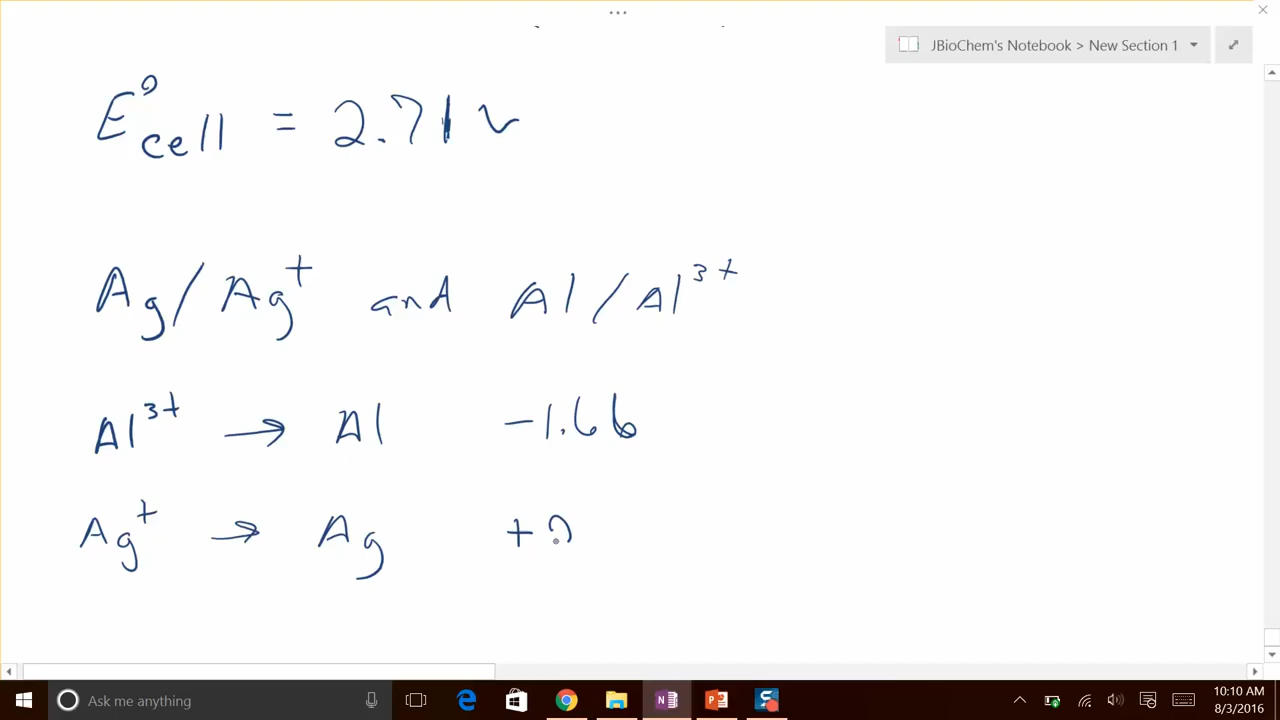 JBioChem's Notebook > New Section 1
E°cell = 2.71 v
Ag/Ag⁺ and Al/Al³⁺
Al³⁺ → Al -1.66
Ag⁺ → Ag +
Ask me anything
10:10 AM
8/3/2016